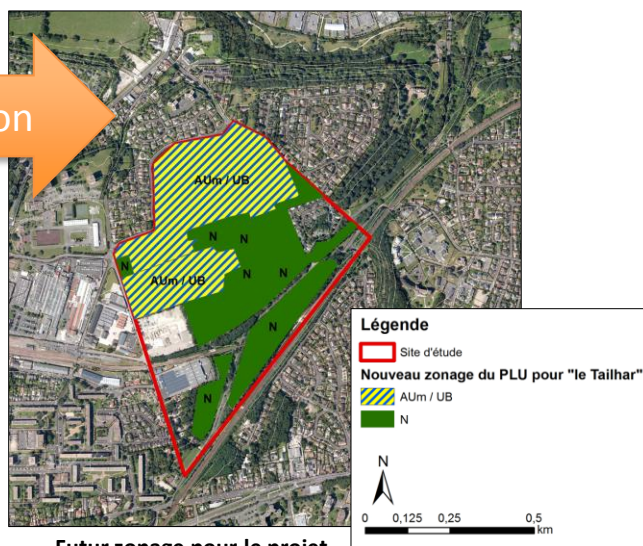 on
AUm / UB
N
N
N
AUm / UB
N
N
N
N
Légende
Site d'étude
Nouveau zonage du PLU pour "le Tailhar"
AUm / UB
N
N
0 0,125 0,25 0,5
km
Futur zonage pour le projet